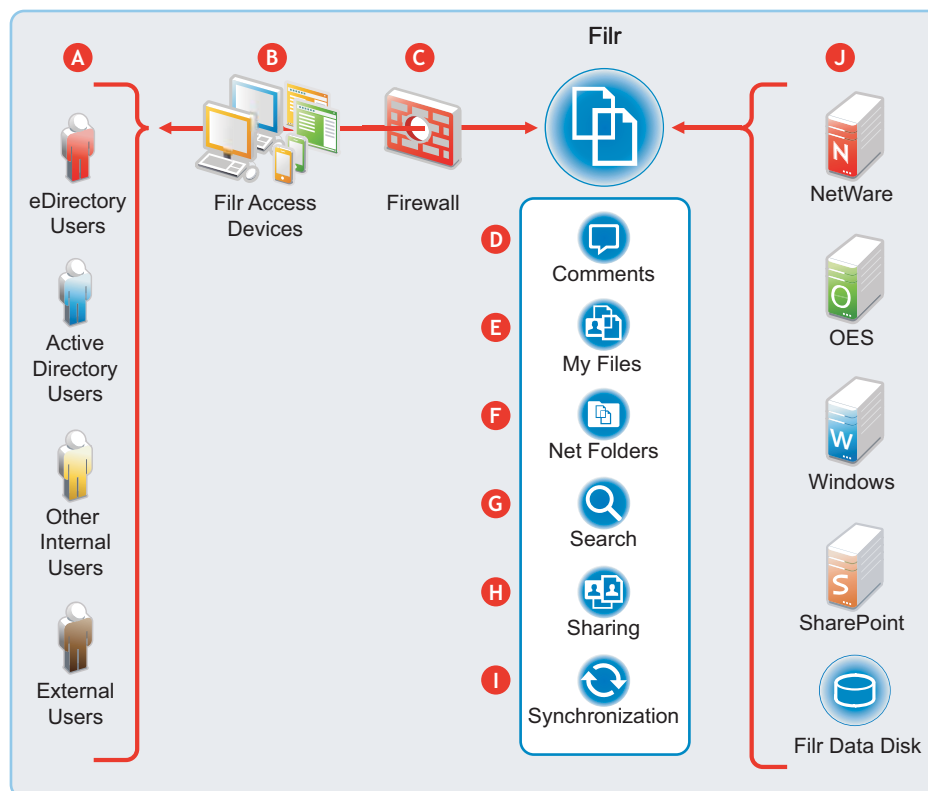 Filr
A
B
C
J
eDirectory
Users
Filr Access
Devices
Firewall
N
NetWare
D
Comments
Active
Directory
Users
E
My Files
O
OES
F
Net Folders
W
Windows
Other
Internal
Users
G
Search
H
Sharing
S
SharePoint
External
Users
I
Synchronization
Filr Data Disk